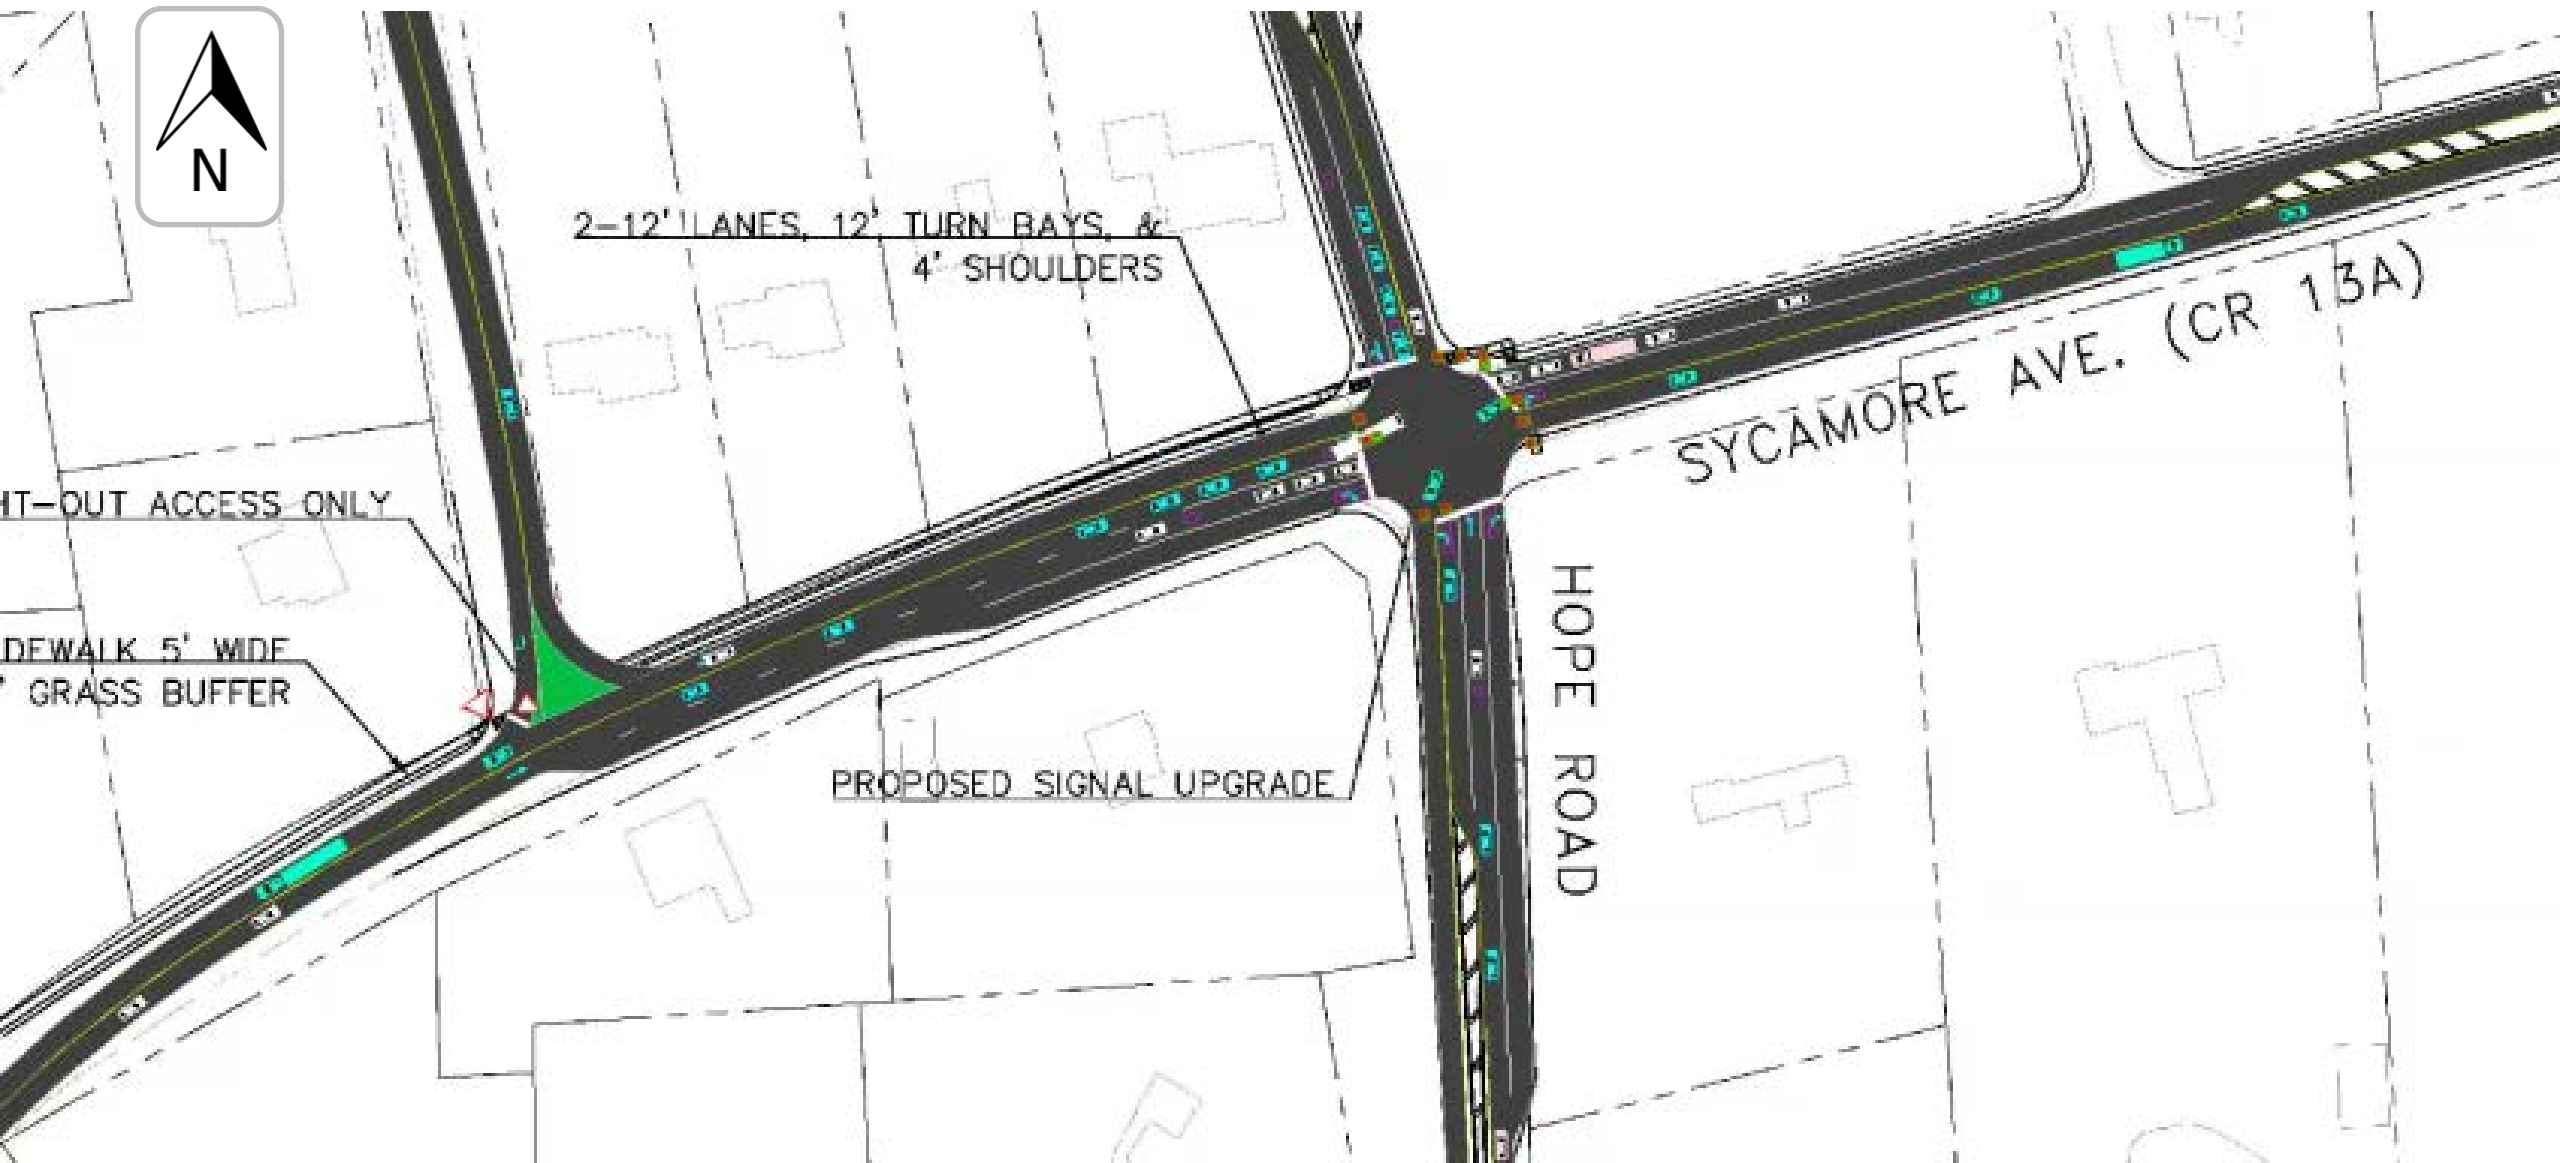 N
2-12' LANES, 12' TURN BAYS, &
4' SHOULDERS
SYCAMORE AVE. (CR 13A)
HT-OUT ACCESS ONLY
DEWALK 5' WIDE
' GRASS BUFFER
PROPOSED SIGNAL UPGRADE
HOPE ROAD